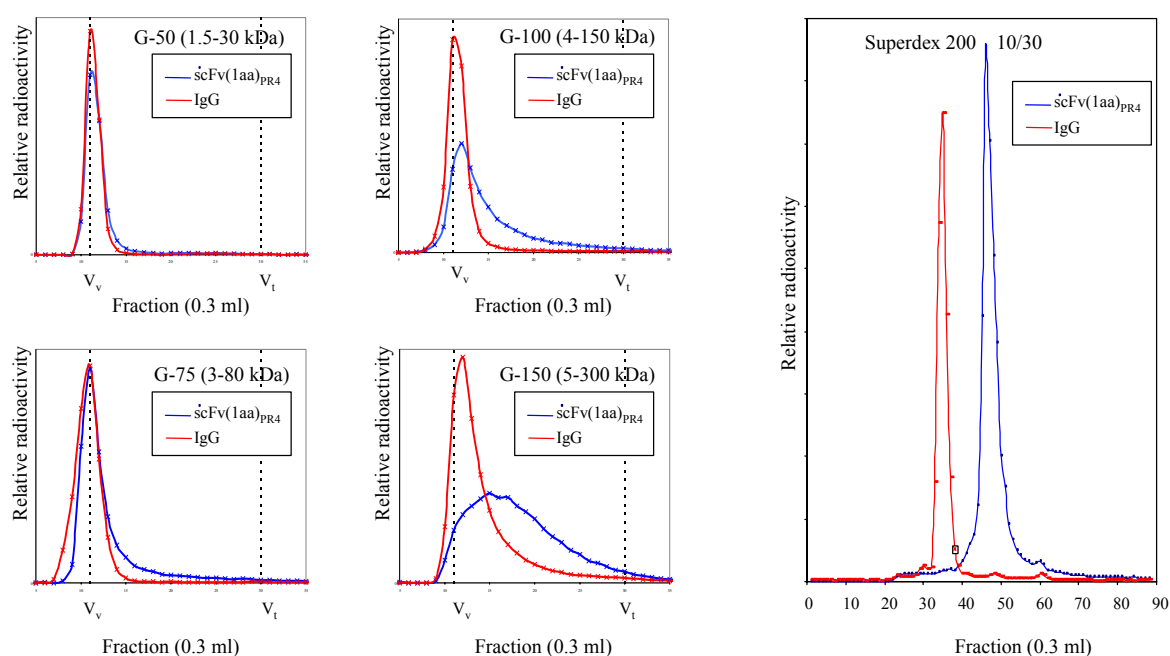 G-50 (1.5-30 kDa)
scFv(1aa)PR4
IgG
Relative radioactivity
Vv
Vt
Fraction (0.3 ml)
G-100 (4-150 kDa)
scFv(1aa)PR4
IgG
Relative radioactivity
Vv
Vt
Fraction (0.3 ml)
G-75 (3-80 kDa)
scFv(1aa)PR4
IgG
Relative radioactivity
Vv
Vt
Fraction (0.3 ml)
G-150 (5-300 kDa)
scFv(1aa)PR4
IgG
Relative radioactivity
Vv
Vt
Fraction (0.3 ml)
Superdex 200 10/30
scFv(1aa)PR4
IgG
Relative radioactivity
0 10 20 30 40 50 60 70 80 90
Fraction (0.3 ml)